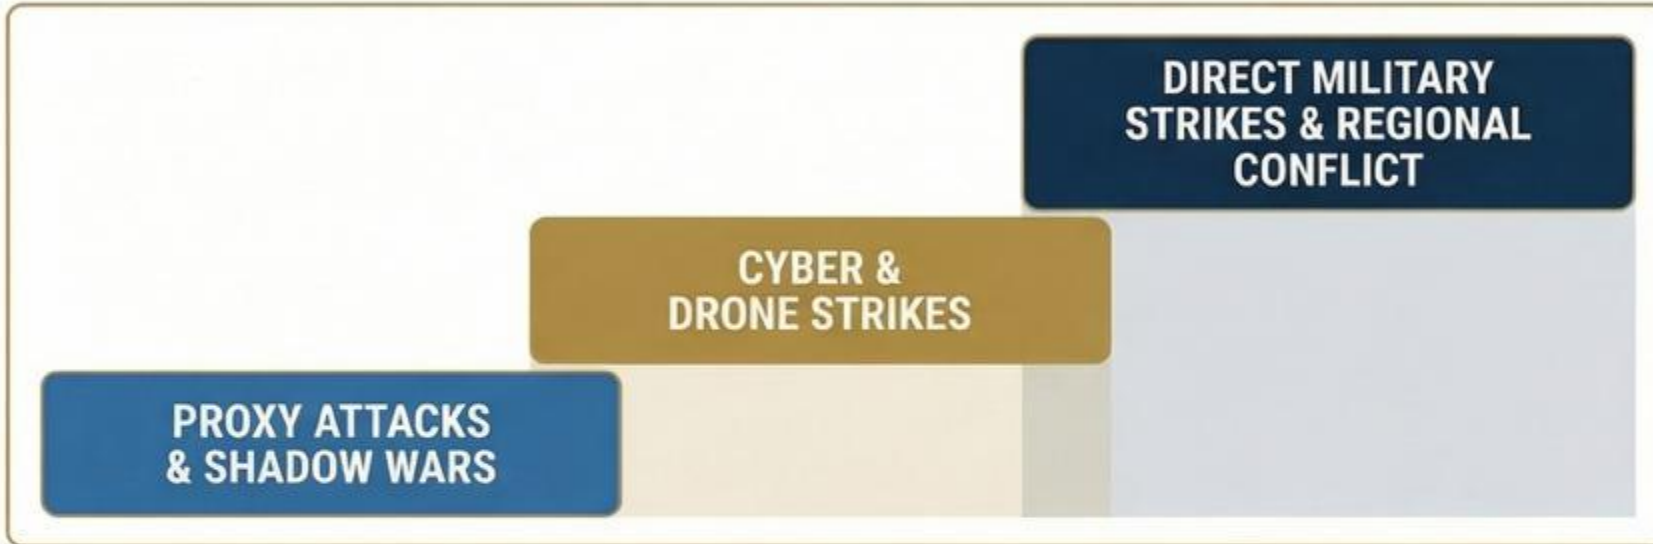 DIRECT MILITARY
STRIKES & REGIONAL
CONFLICT
CYBER &
DRONE STRIKES
PROXY ATTACKS
& SHADOW WARS